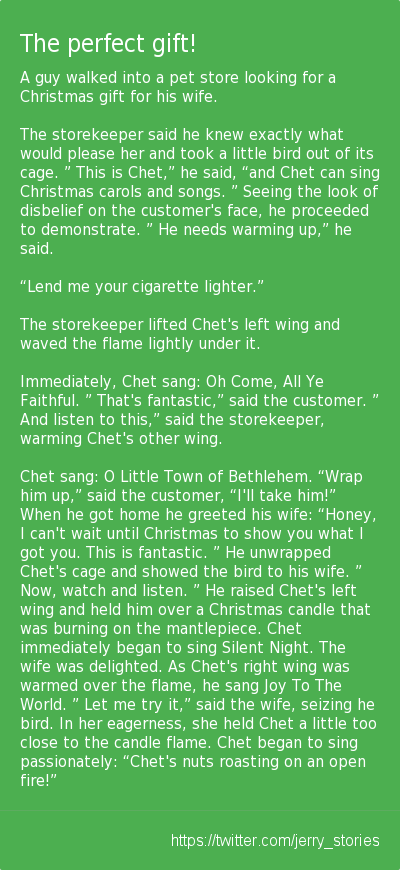 The perfect gift!
A guy walked into a pet store looking for a
Christmas gift for his wife.
The storekeeper said he knew exactly what
would please her and took a little bird out of its
cage. ” This is Chet,” he said, “and Chet can sing
Christmas carols and songs. ” Seeing the look of
disbelief on the customer's face, he proceeded
to demonstrate. ” He needs warming up,” he
said.
“Lend me your cigarette lighter.”
The storekeeper lifted Chet's left wing and
waved the flame lightly under it.
Immediately, Chet sang: Oh Come, All Ye
Faithful. ” That's fantastic,” said the customer. ”
And listen to this,” said the storekeeper,
warming Chet's other wing.
Chet sang: O Little Town of Bethlehem. “Wrap
him up,” said the customer, “I'll take him!”
When he got home he greeted his wife: “Honey,
I can't wait until Christmas to show you what I
got you. This is fantastic. ” He unwrapped
Chet's cage and showed the bird to his wife. ”
Now, watch and listen. ” He raised Chet's left
wing and held him over a Christmas candle that
was burning on the mantlepiece. Chet
immediately began to sing Silent Night. The
wife was delighted. As Chet's right wing was
warmed over the flame, he sang Joy To The
World. ” Let me try it,” said the wife, seizing he
bird. In her eagerness, she held Chet a little too
close to the candle flame. Chet began to sing
passionately: “Chet's nuts roasting on an open
fire!”
https://twitter.com/jerry_stories